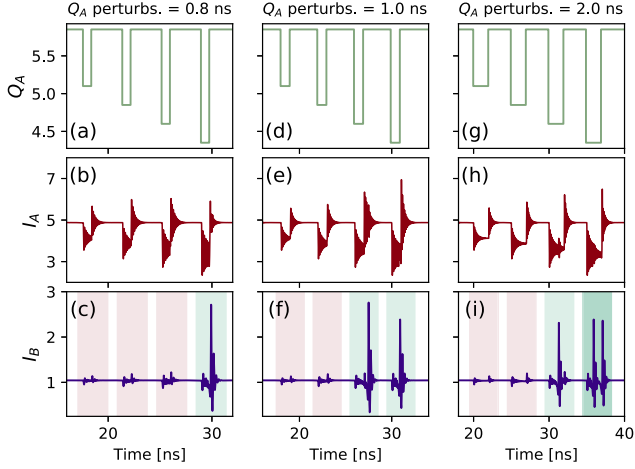 Q_A perturbs. = 0.8 ns
Q_A perturbs. = 1.0 ns
Q_A perturbs. = 2.0 ns
Q_A
5.5
5.0
4.5
(a)
(d)
(g)
I_A
7
5
3
(b)
(e)
(h)
I_B
3
2
1
(c)
(f)
(i)
20 30
20 30
20 30 40
Time [ns]
Time [ns]
Time [ns]